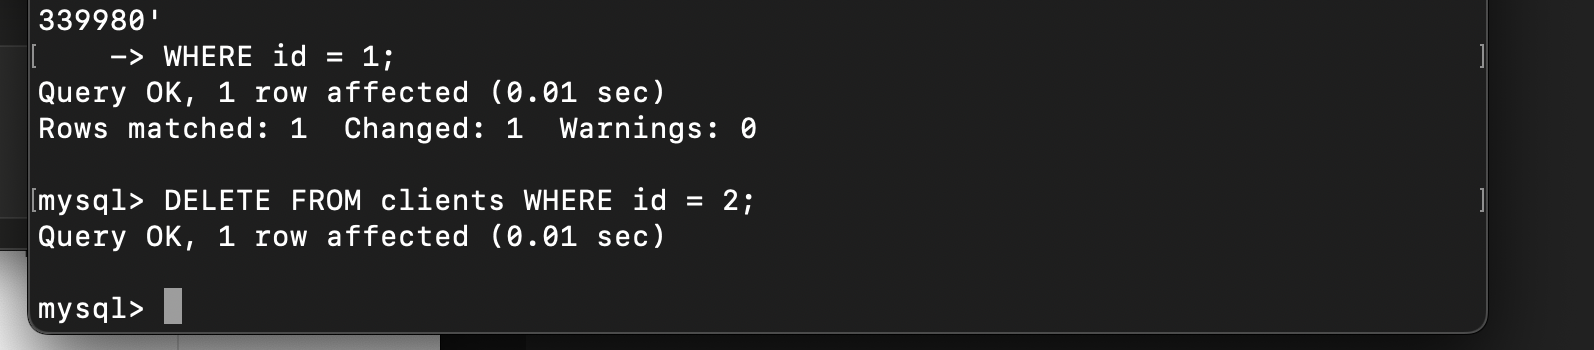 339980'
[    -> WHERE id = 1;    ]
Query OK, 1 row affected (0.01 sec)
Rows matched: 1  Changed: 1  Warnings: 0
[mysql> DELETE FROM clients WHERE id = 2;    ]
Query OK, 1 row affected (0.01 sec)
mysql>